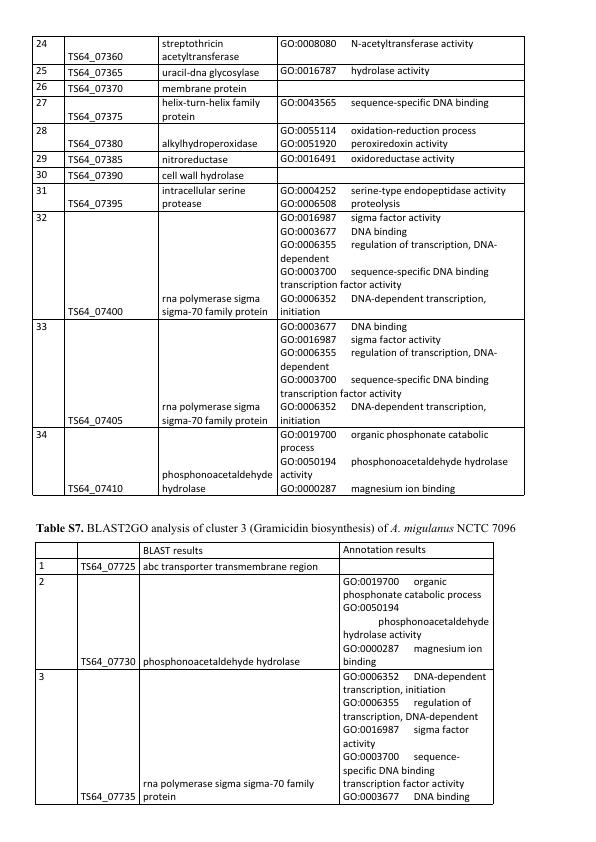 24 TS64_07360 streptothricin acetyltransferase GO:0008080 N-acetyltransferase activity
25 TS64_07365 uracil-dna glycosylase GO:0016787 hydrolase activity
26 TS64_07370 membrane protein
27 TS64_07375 helix-turn-helix family protein GO:0043565 sequence-specific DNA binding
28 TS64_07380 alkylhydroperoxidase GO:0055114 oxidation-reduction process
GO:0051920 peroxiredoxin activity
29 TS64_07385 nitroreductase GO:0016491 oxidoreductase activity
30 TS64_07390 cell wall hydrolase
31 TS64_07395 intracellular serine protease GO:0004252 serine-type endopeptidase activity
GO:0006508 proteolysis
32 TS64_07400 rna polymerase sigma sigma-70 family protein GO:0016987 sigma factor activity
GO:0003677 DNA binding
GO:0006355 regulation of transcription, DNA-
dependent
GO:0003700 sequence-specific DNA binding
transcription factor activity
GO:0006352 DNA-dependent transcription,
initiation
33 TS64_07405 rna polymerase sigma sigma-70 family protein GO:0003677 DNA binding
GO:0016987 sigma factor activity
GO:0006355 regulation of transcription, DNA-
dependent
GO:0003700 sequence-specific DNA binding
transcription factor activity
GO:0006352 DNA-dependent transcription,
initiation
34 TS64_07410 phosphonoacetaldehyde hydrolase GO:0019700 organic phosphonate catabolic
process
GO:0050194 phosphonoacetaldehyde hydrolase
activity
GO:0000287 magnesium ion binding
Table S7. BLAST2GO analysis of cluster 3 (Gramicidin biosynthesis) of A. migulanus NCTC 7096
BLAST results Annotation results
1 TS64_07725 abc transporter transmembrane region
2 TS64_07730 phosphonoacetaldehyde hydrolase GO:0019700 organic
phosphonate catabolic process
GO:0050194
phosphonoacetaldehyde
hydrolase activity
GO:0000287 magnesium ion
binding
3 TS64_07735 rna polymerase sigma sigma-70 family protein GO:0006352 DNA-dependent
transcription, initiation
GO:0006355 regulation of
transcription, DNA-dependent
GO:0016987 sigma factor
activity
GO:0003700 sequence-
specific DNA binding
transcription factor activity
GO:0003677 DNA binding